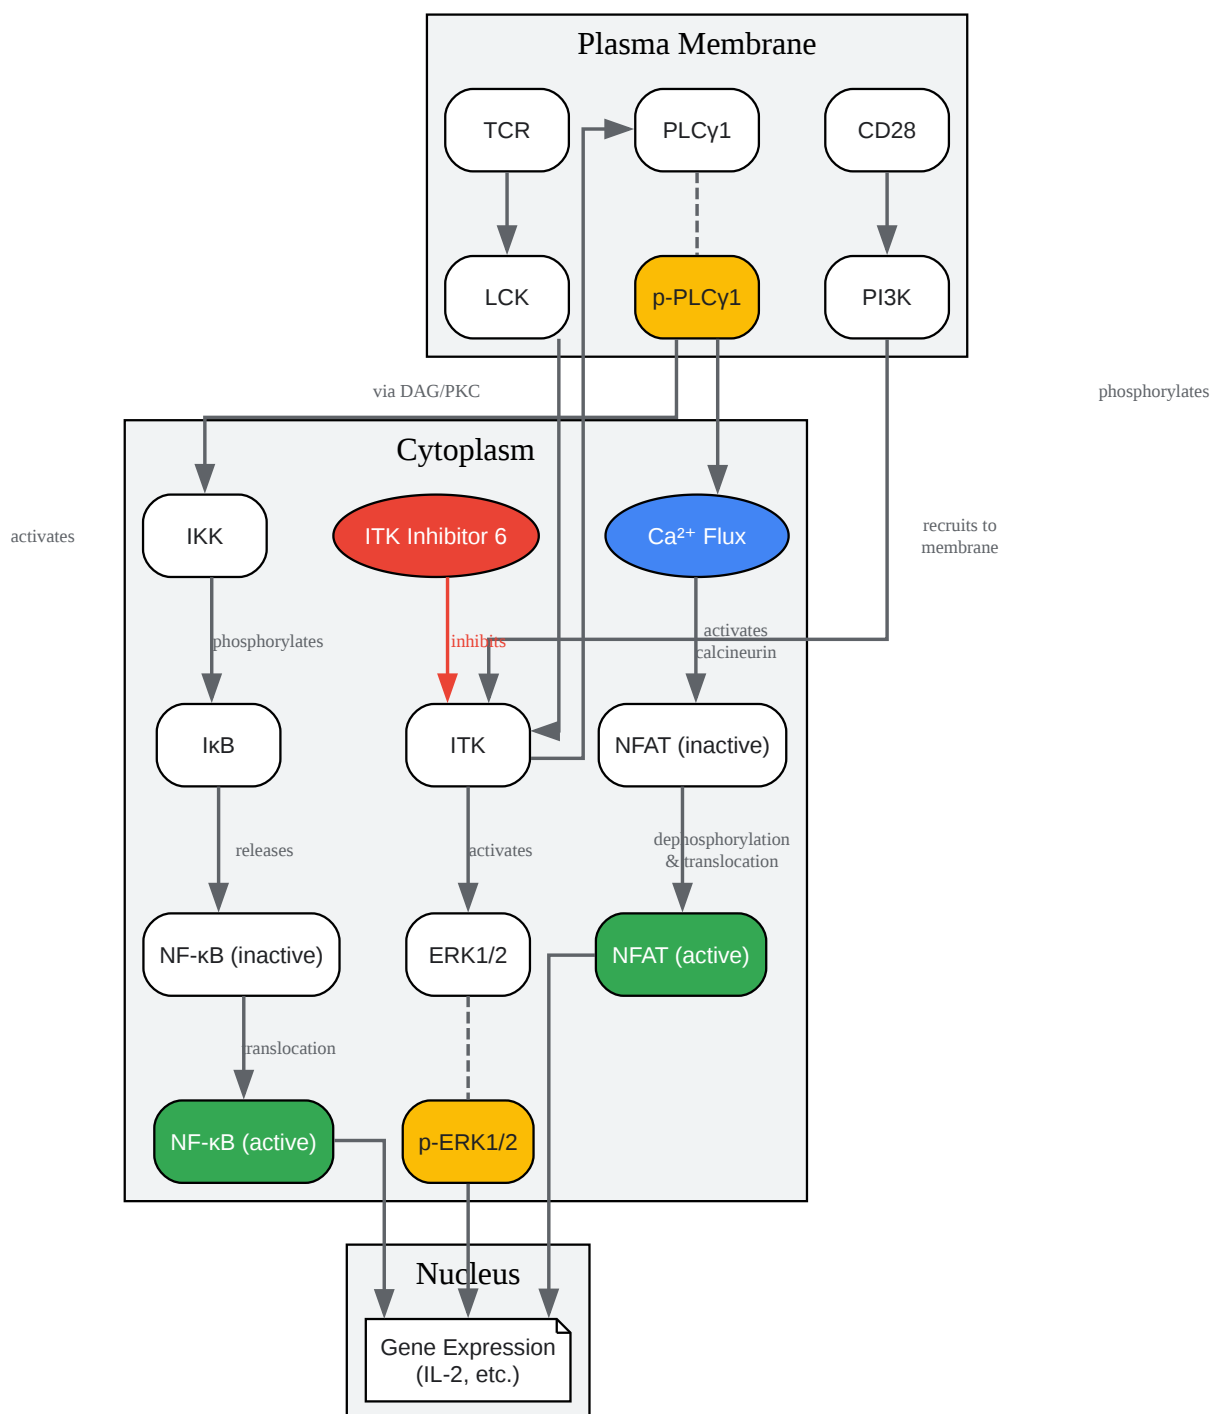 Plasma Membrane
TCR
PLCγ1
CD28
LCK
p-PLCγ1
PI3K
via DAG/PKC
phosphorylates
Cytoplasm
activates
IKK
ITK Inhibitor 6
Ca²⁺ Flux
recruits to
membrane
phosphorylates
inhibits
activates
calcineurin
IκB
ITK
NFAT (inactive)
releases
activates
dephosphorylation
& translocation
NF-κB (inactive)
ERK1/2
NFAT (active)
translocation
NF-κB (active)
p-ERK1/2
Nucleus
Gene Expression
(IL-2, etc.)